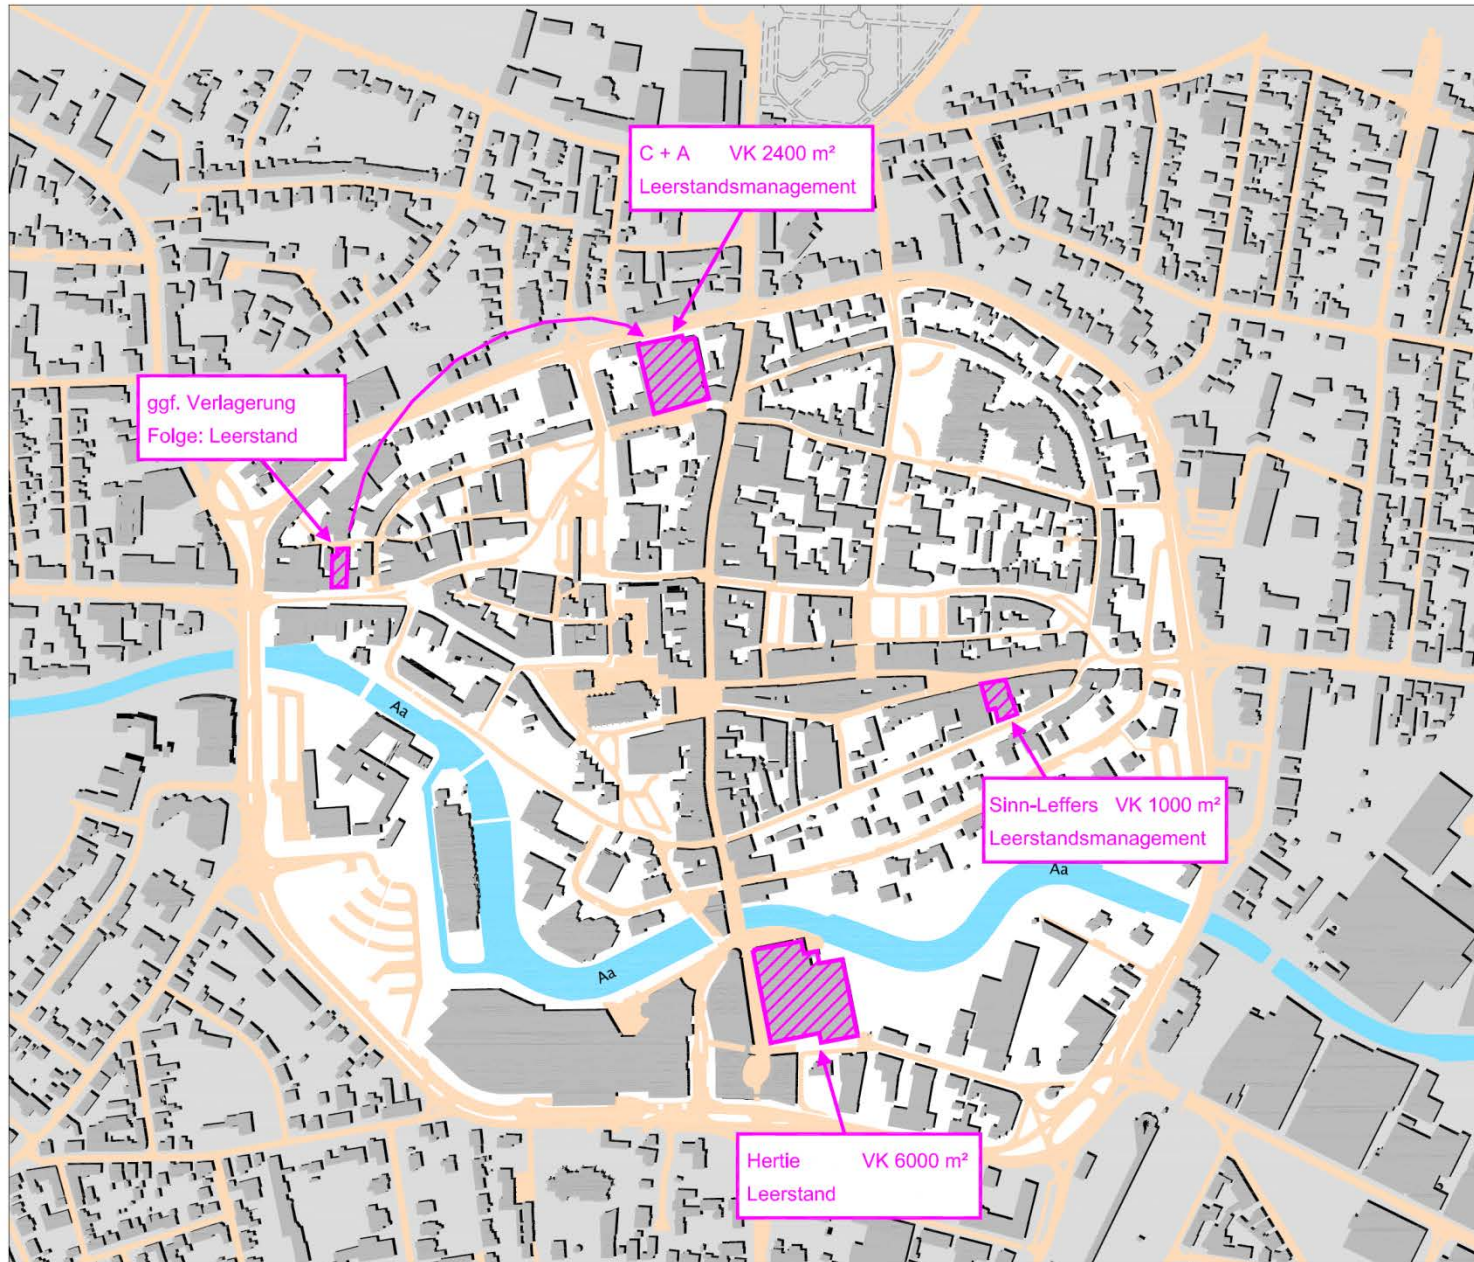 C + A VK 2400 m²
Leerstandsmanagement
ggf. Verlagerung
Folge: Leerstand
Aa
Sinn-Leffers VK 1000 m²
Leerstandsmanagement
Aa
Aa
Hertie VK 6000 m²
Leerstand